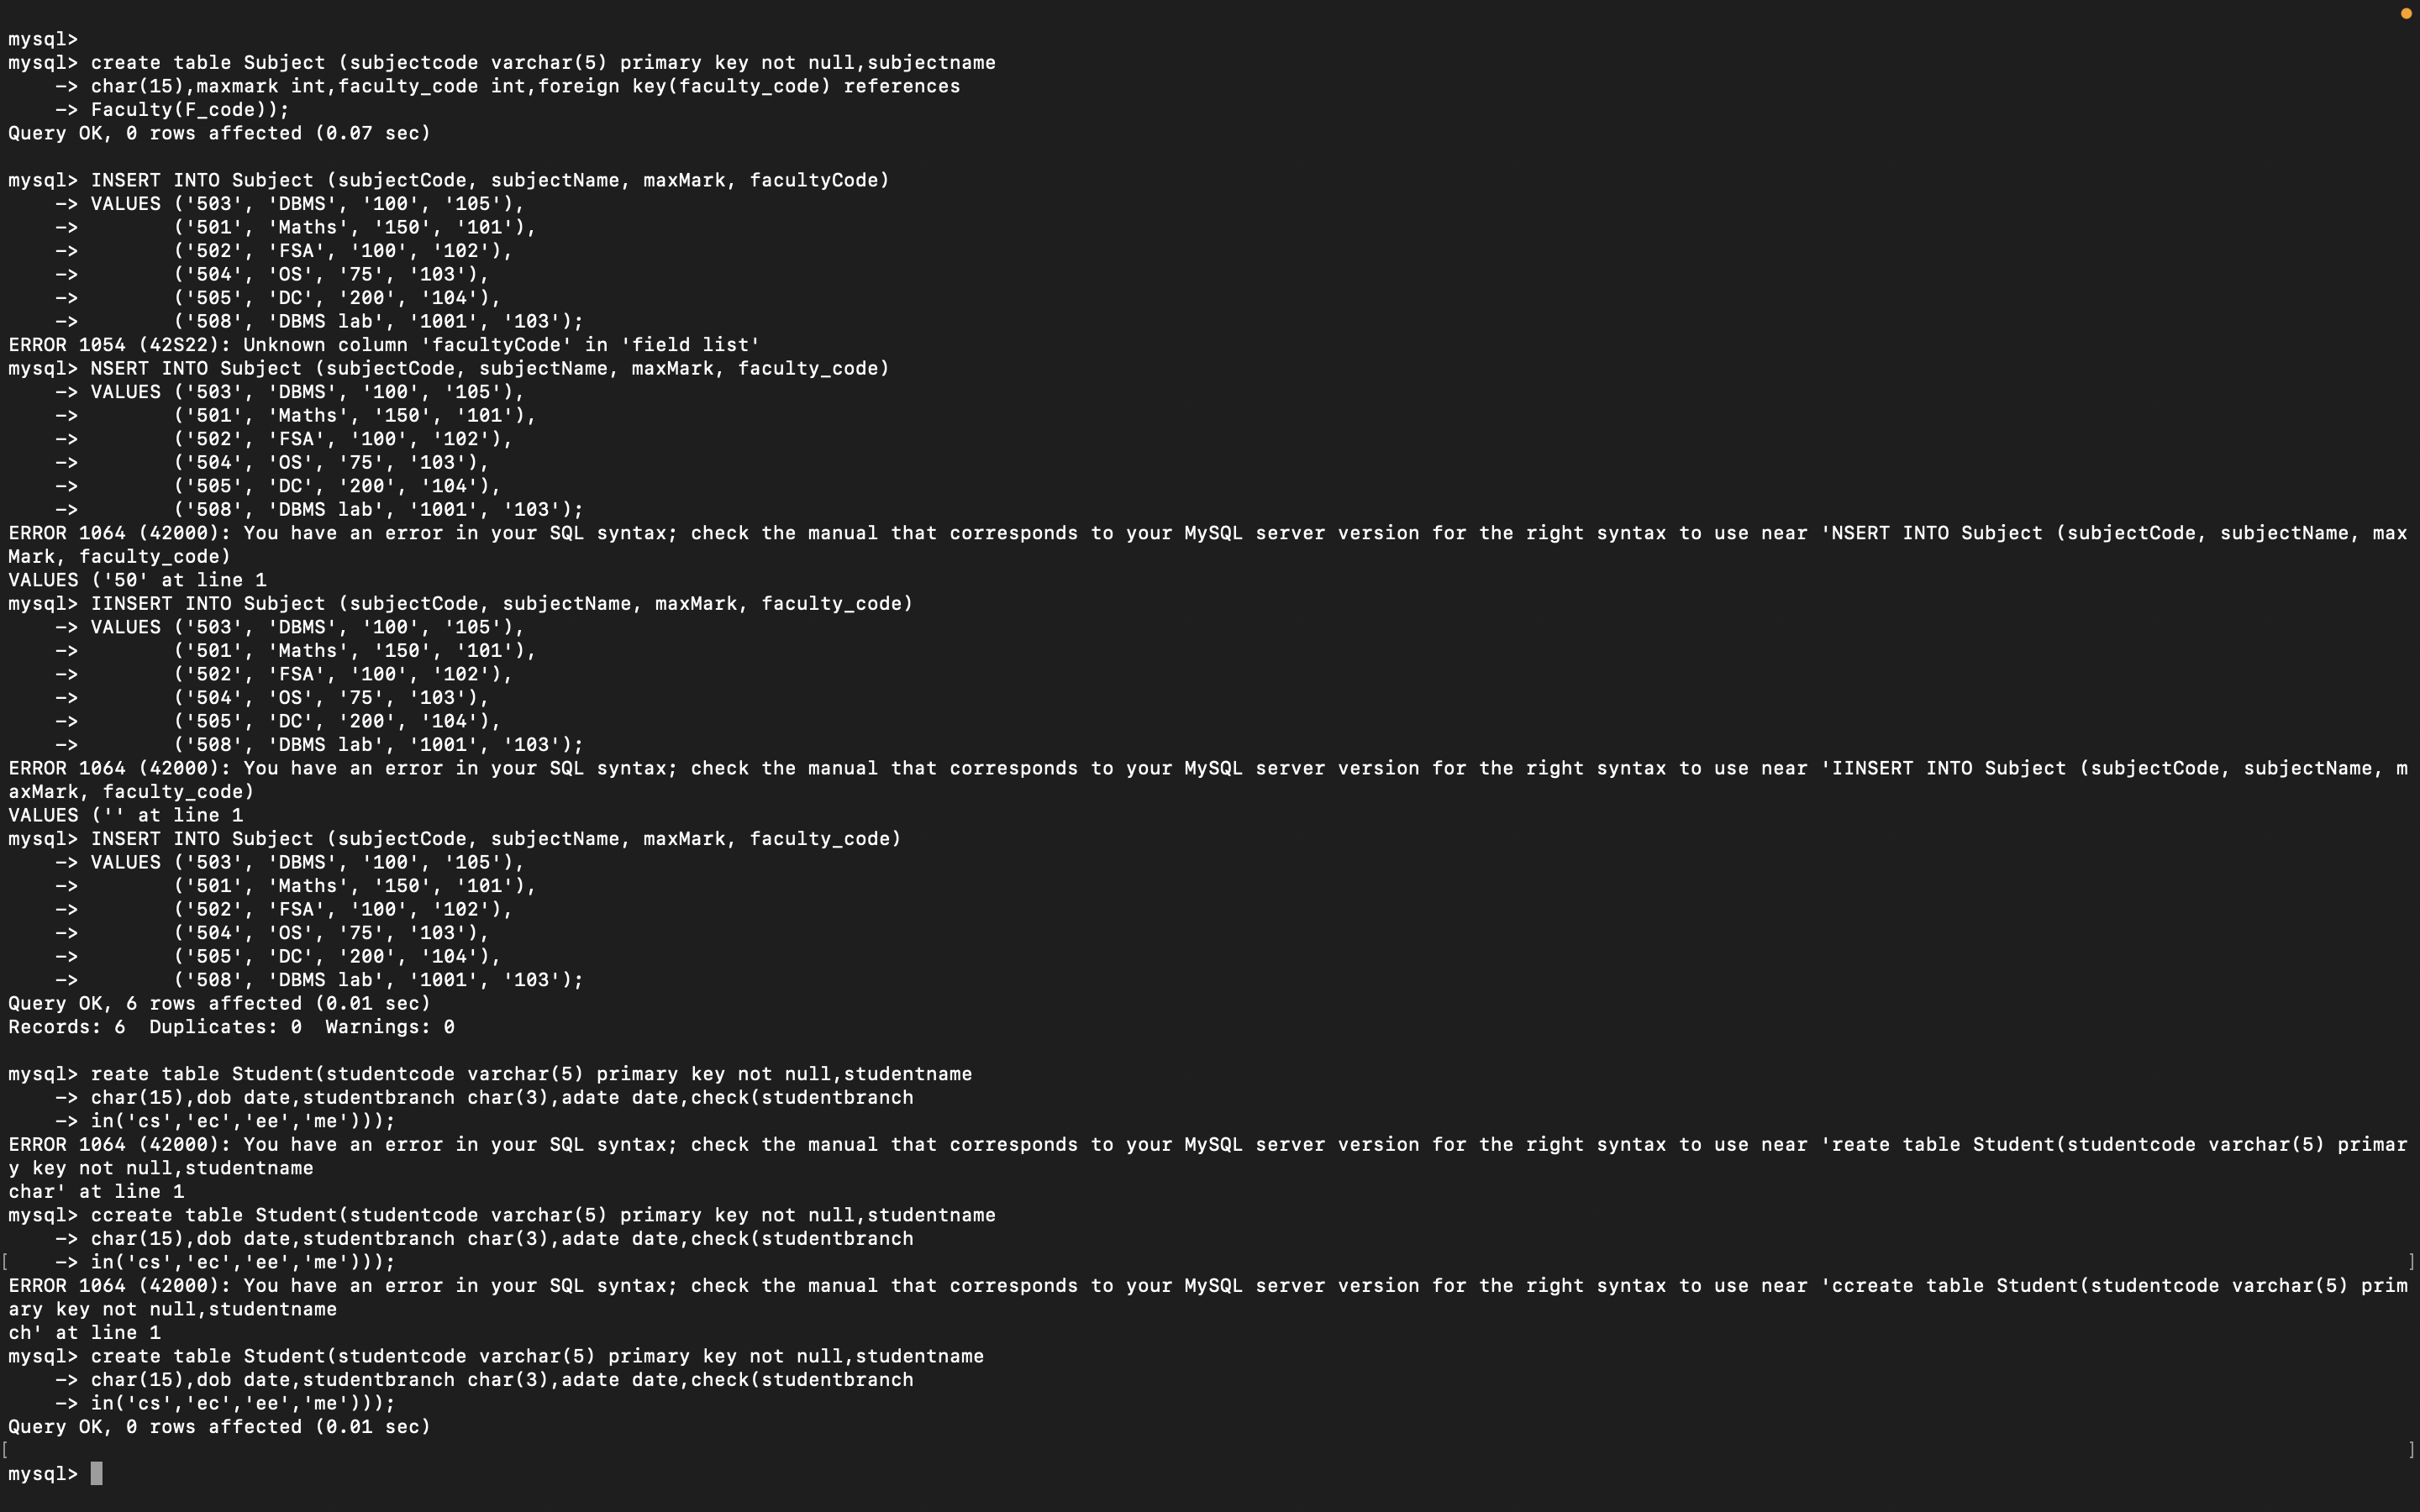 mysql>
mysql> create table Subject (subjectcode varchar(5) primary key not null,subjectname
    -> char(15),maxmark int,faculty_code int,foreign key(faculty_code) references
    -> Faculty(F_code));
Query OK, 0 rows affected (0.07 sec)

mysql> INSERT INTO Subject (subjectCode, subjectName, maxMark, facultyCode)
    -> VALUES ('503', 'DBMS', '100', '105'),
    ->        ('501', 'Maths', '150', '101'),
    ->        ('502', 'FSA', '100', '102'),
    ->        ('504', 'OS', '75', '103'),
    ->        ('505', 'DC', '200', '104'),
    ->        ('508', 'DBMS lab', '1001', '103');
ERROR 1054 (42S22): Unknown column 'facultyCode' in 'field list'
mysql> NSERT INTO Subject (subjectCode, subjectName, maxMark, faculty_code)
    -> VALUES ('503', 'DBMS', '100', '105'),
    ->        ('501', 'Maths', '150', '101'),
    ->        ('502', 'FSA', '100', '102'),
    ->        ('504', 'OS', '75', '103'),
    ->        ('505', 'DC', '200', '104'),
    ->        ('508', 'DBMS lab', '1001', '103');
ERROR 1064 (42000): You have an error in your SQL syntax; check the manual that corresponds to your MySQL server version for the right syntax to use near 'NSERT INTO Subject (subjectCode, subjectName, max
Mark, faculty_code)
VALUES ('50' at line 1
mysql> IINSERT INTO Subject (subjectCode, subjectName, maxMark, faculty_code)
    -> VALUES ('503', 'DBMS', '100', '105'),
    ->        ('501', 'Maths', '150', '101'),
    ->        ('502', 'FSA', '100', '102'),
    ->        ('504', 'OS', '75', '103'),
    ->        ('505', 'DC', '200', '104'),
    ->        ('508', 'DBMS lab', '1001', '103');
ERROR 1064 (42000): You have an error in your SQL syntax; check the manual that corresponds to your MySQL server version for the right syntax to use near 'IINSERT INTO Subject (subjectCode, subjectName, m
axMark, faculty_code)
VALUES ('' at line 1
mysql> INSERT INTO Subject (subjectCode, subjectName, maxMark, faculty_code)
    -> VALUES ('503', 'DBMS', '100', '105'),
    ->        ('501', 'Maths', '150', '101'),
    ->        ('502', 'FSA', '100', '102'),
    ->        ('504', 'OS', '75', '103'),
    ->        ('505', 'DC', '200', '104'),
    ->        ('508', 'DBMS lab', '1001', '103');
Query OK, 6 rows affected (0.01 sec)
Records: 6  Duplicates: 0  Warnings: 0

mysql> reate table Student(studentcode varchar(5) primary key not null,studentname
    -> char(15),dob date,studentbranch char(3),adate date,check(studentbranch
    -> in('cs','ec','ee','me')));
ERROR 1064 (42000): You have an error in your SQL syntax; check the manual that corresponds to your MySQL server version for the right syntax to use near 'reate table Student(studentcode varchar(5) primar
y key not null,studentname
char' at line 1
mysql> ccreate table Student(studentcode varchar(5) primary key not null,studentname
    -> char(15),dob date,studentbranch char(3),adate date,check(studentbranch
[    -> in('cs','ec','ee','me')));                                                                                                                                                             ]
ERROR 1064 (42000): You have an error in your SQL syntax; check the manual that corresponds to your MySQL server version for the right syntax to use near 'ccreate table Student(studentcode varchar(5) prim
ary key not null,studentname
ch' at line 1
mysql> create table Student(studentcode varchar(5) primary key not null,studentname
    -> char(15),dob date,studentbranch char(3),adate date,check(studentbranch
    -> in('cs','ec','ee','me')));
Query OK, 0 rows affected (0.01 sec)
[ ]
mysql>